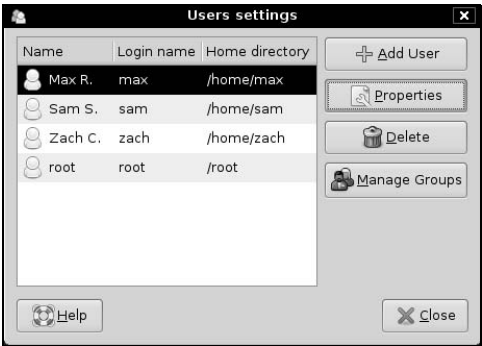 Users settings
Name Login name Home directory
Max R. max /home/max
Sam S. sam /home/sam
Zach C. zach /home/zach
root root /root
Add User
Properties
Delete
Manage Groups
Help
Close